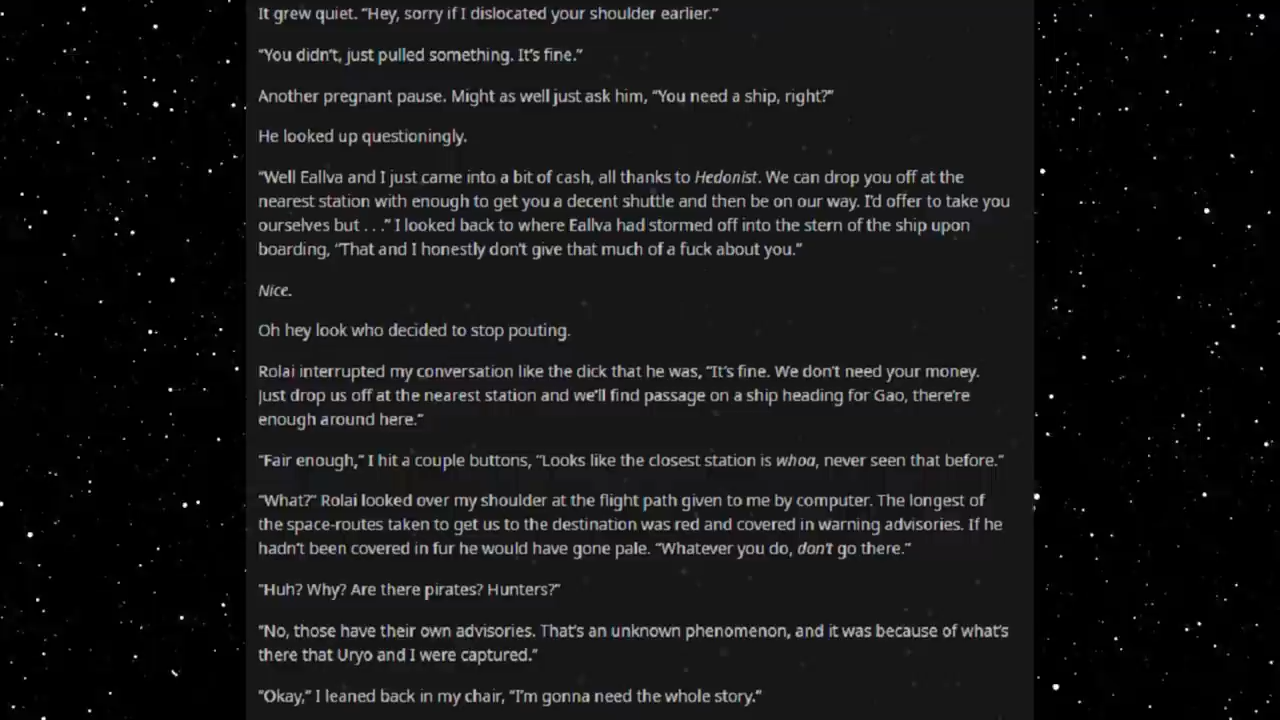 It grew quiet. “Hey, sorry if I dislocated your shoulder earlier.”
“You didn’t, just pulled something. It’s fine.”
Another pregnant pause. Might as well just ask him, “You need a ship, right?”
He looked up questioningly.
“Well Eallva and I just came into a bit of cash, all thanks to Hedonist. We can drop you off at the
nearest station with enough to get you a decent shuttle and then be on our way. I’d offer to take you
ourselves but . . .” I looked back to where Eallva had stormed off into the stern of the ship upon
boarding, “That and I honestly don’t give that much of a fuck about you.”
Nice.
Oh hey look who decided to stop pouting.
Rolai interrupted my conversation like the dick that he was, “It’s fine. We don’t need your money.
Just drop us off at the nearest station and we’ll find passage on a ship heading for Gao, there’re
enough around here.”
“Fair enough,” I hit a couple buttons, “Looks like the closest station is whoa, never seen that before.”
“What?” Rolai looked over my shoulder at the flight path given to me by computer. The longest of
the space-routes taken to get us to the destination was red and covered in warning advisories. If he
hadn’t been covered in fur he would have gone pale. “Whatever you do, don’t go there.”
“Huh? Why? Are there pirates? Hunters?”
“No, those have their own advisories. That’s an unknown phenomenon, and it was because of what’s
there that Uryo and I were captured.”
“Okay,” I leaned back in my chair, “I’m gonna need the whole story.”